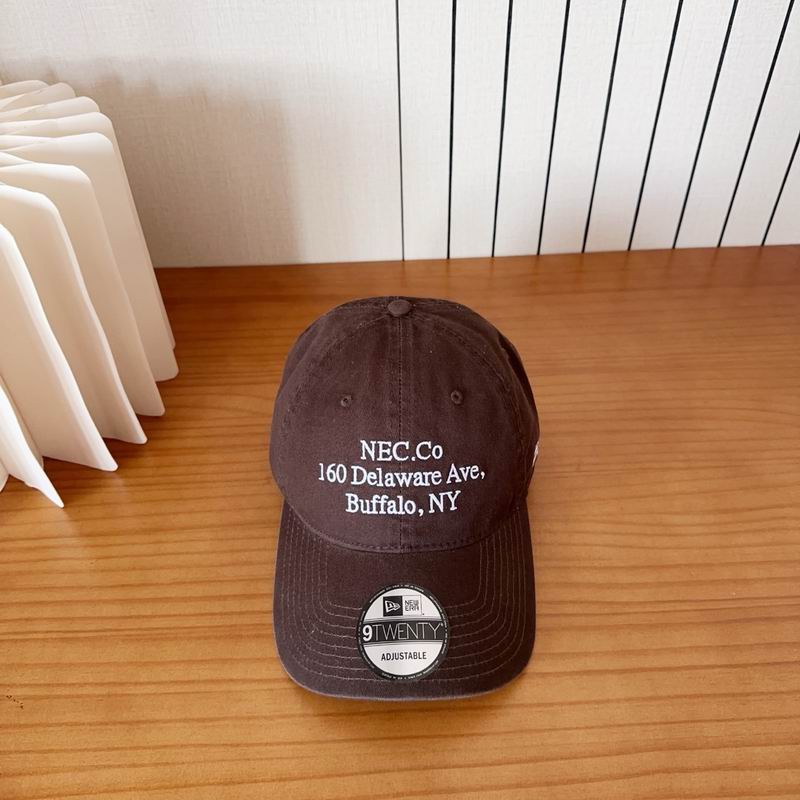 NEC.Co
160 Delaware Ave,
Buffalo, NY
NEW ERA
9TWENTY
ADJUSTABLE